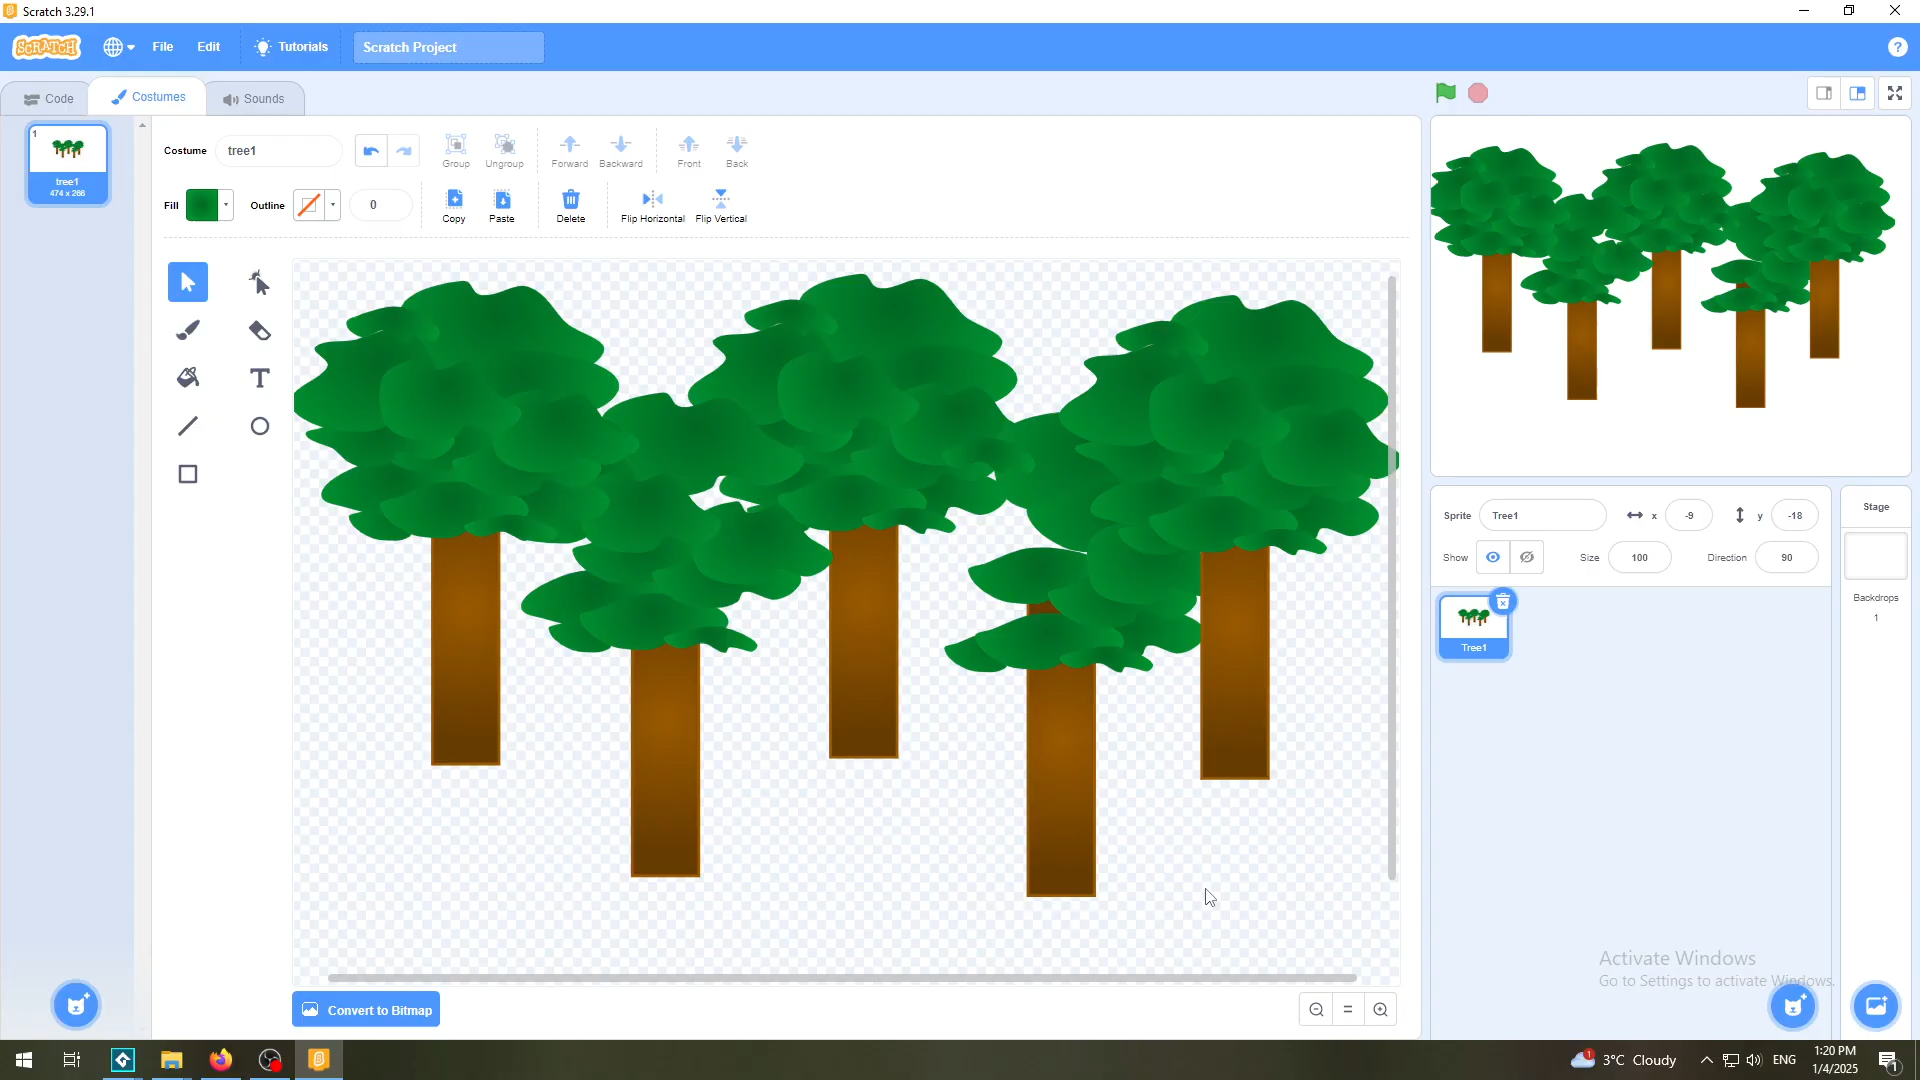 Scratch 3.29.1
SCRATCH File Edit Tutorials Scratch Project ?
Code Costumes Sounds
1
tree1
474 x 266
Costume tree1 Group Ungroup Forward Backward Front Back
Fill Outline 0 Copy Paste Delete Flip Horizontal Flip Vertical
T
Convert to Bitmap
Sprite Tree1 x -9 y -18
Show Size 100 Direction 90
Tree1
Stage
Backdrops
1
Activate Windows
Go to Settings to activate Windows.
1 3°C Cloudy ENG 1:20 PM
1/4/2025 1